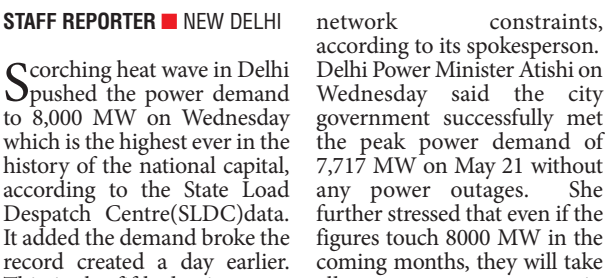 STAFF REPORTER ■ NEW DELHI
Scorching heat wave in Delhi
pushed the power demand
to 8,000 MW on Wednesday
which is the highest ever in the
history of the national capital,
according to the State Load
Despatch Centre(SLDC)data.
It added the demand broke the
record created a day earlier.
network constraints,
according to its spokesperson.
Delhi Power Minister Atishi on
Wednesday said the city
government successfully met
the peak power demand of
7,717 MW on May 21 without
any power outages. She
further stressed that even if the
figures touch 8000 MW in the
coming months, they will take